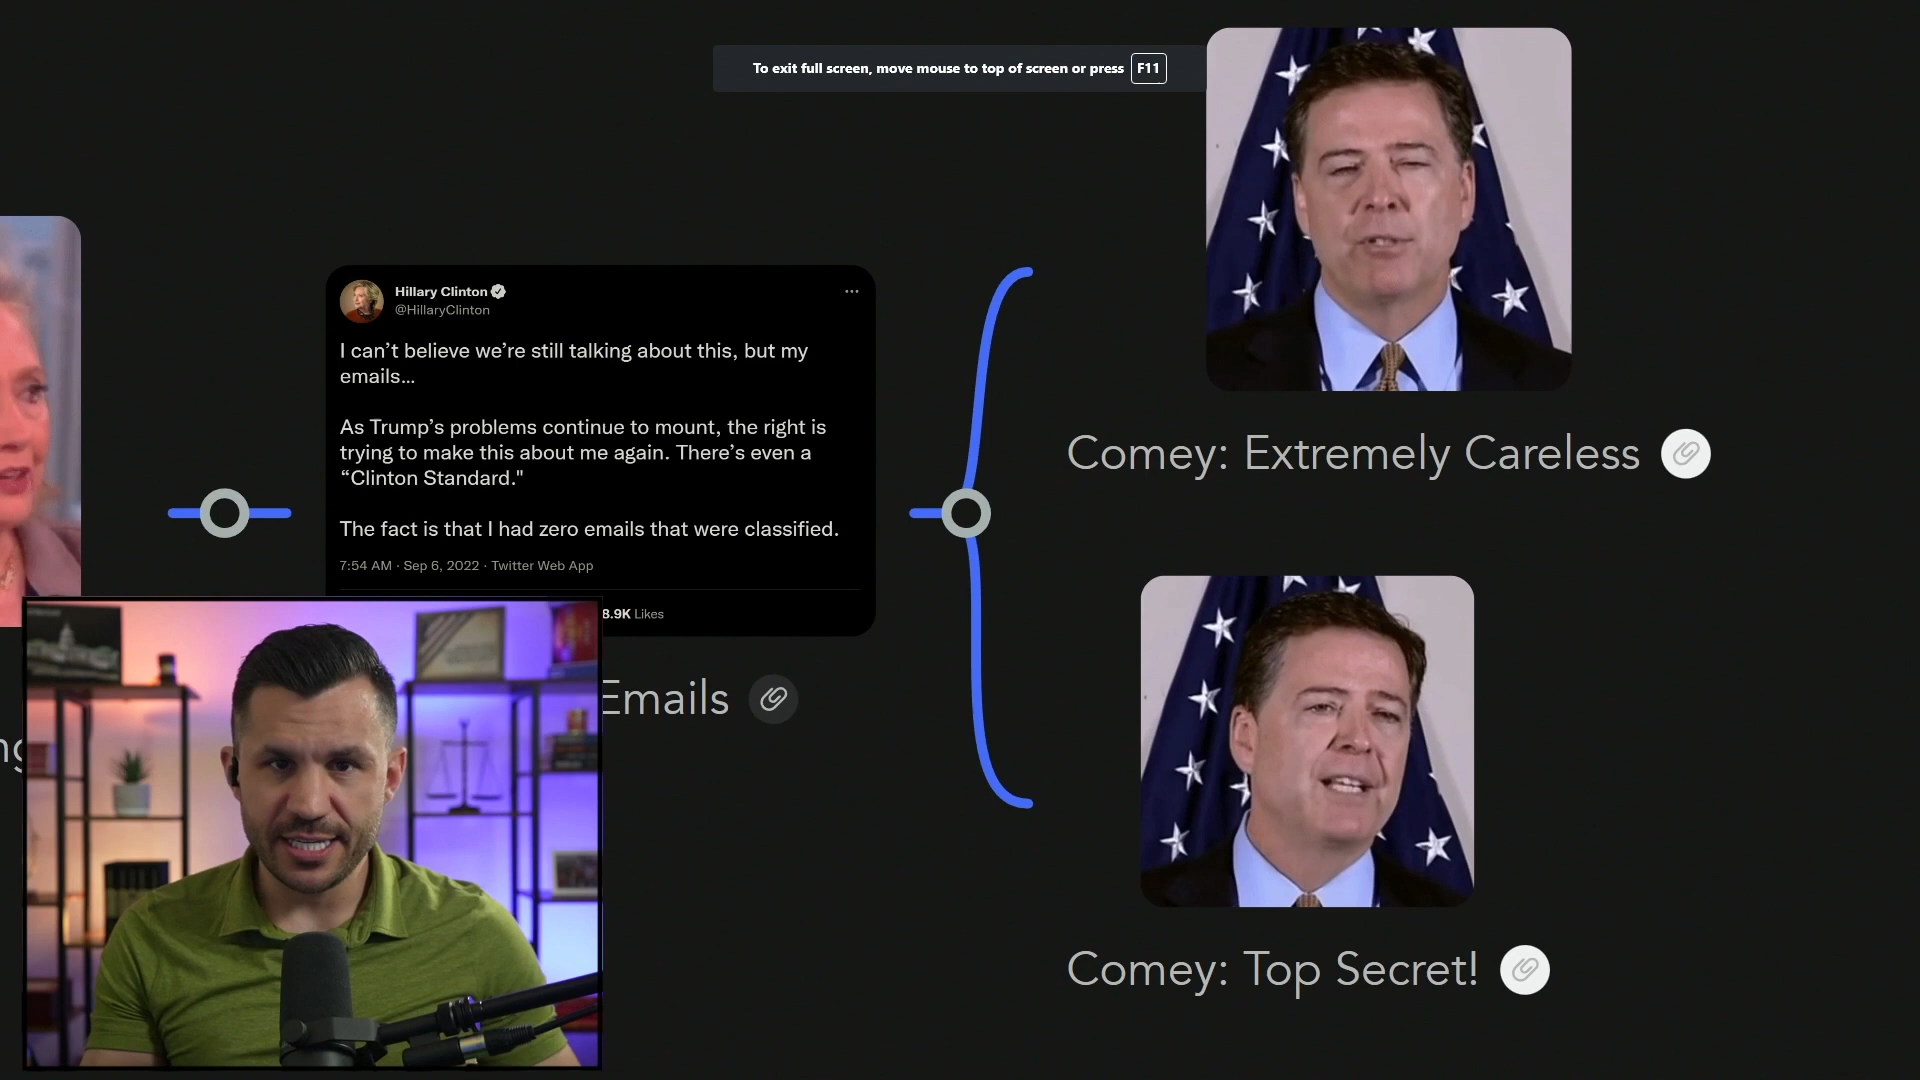 To exit full screen, move mouse to top of screen or press F11
Hillary Clinton
@HillaryClinton
I can’t believe we’re still talking about this, but my
emails…
As Trump’s problems continue to mount, the right is
trying to make this about me again. There’s even a
“Clinton Standard."
The fact is that I had zero emails that were classified.
7:54 AM · Sep 6, 2022 · Twitter Web App
8.9K Likes
Emails
Comey: Extremely Careless
Comey: Top Secret!